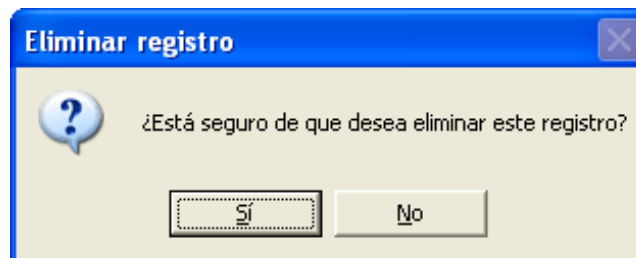 Eliminar registro
¿Está seguro de que desea eliminar este registro?
Sí No